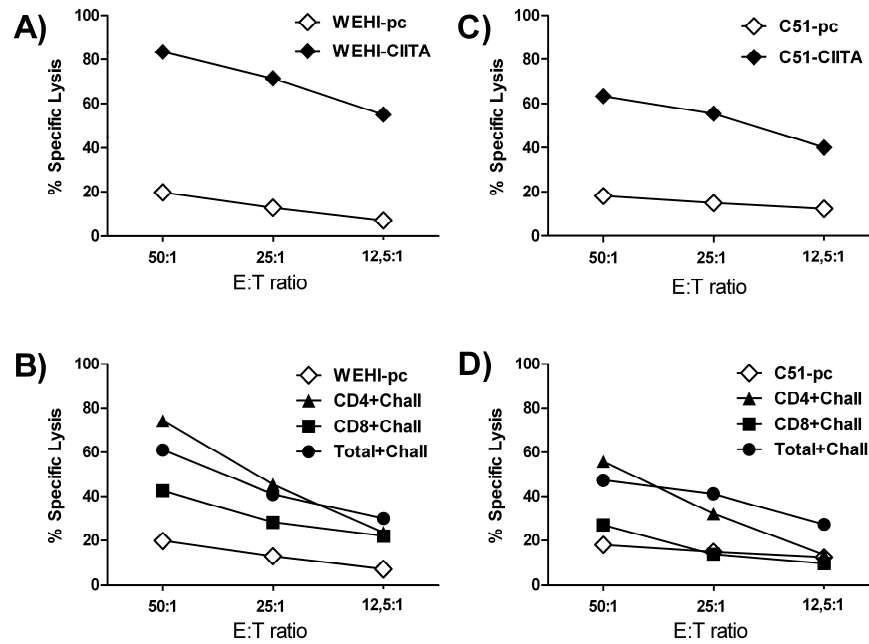 A)
WEHI-pc
WEHI-CIITA
% Specific Lysis
100
80
60
40
20
0
50:1
25:1
12,5:1
E:T ratio
C)
C51-pc
C51-CIITA
% Specific Lysis
100
80
60
40
20
0
50:1
25:1
12,5:1
E:T ratio
B)
WEHI-pc
CD4+Chall
CD8+Chall
Total+Chall
% Specific Lysis
100
80
60
40
20
0
50:1
25:1
12,5:1
E:T ratio
D)
C51-pc
CD4+Chall
CD8+Chall
Total+Chall
% Specific Lysis
100
80
60
40
20
0
50:1
25:1
12,5:1
E:T ratio